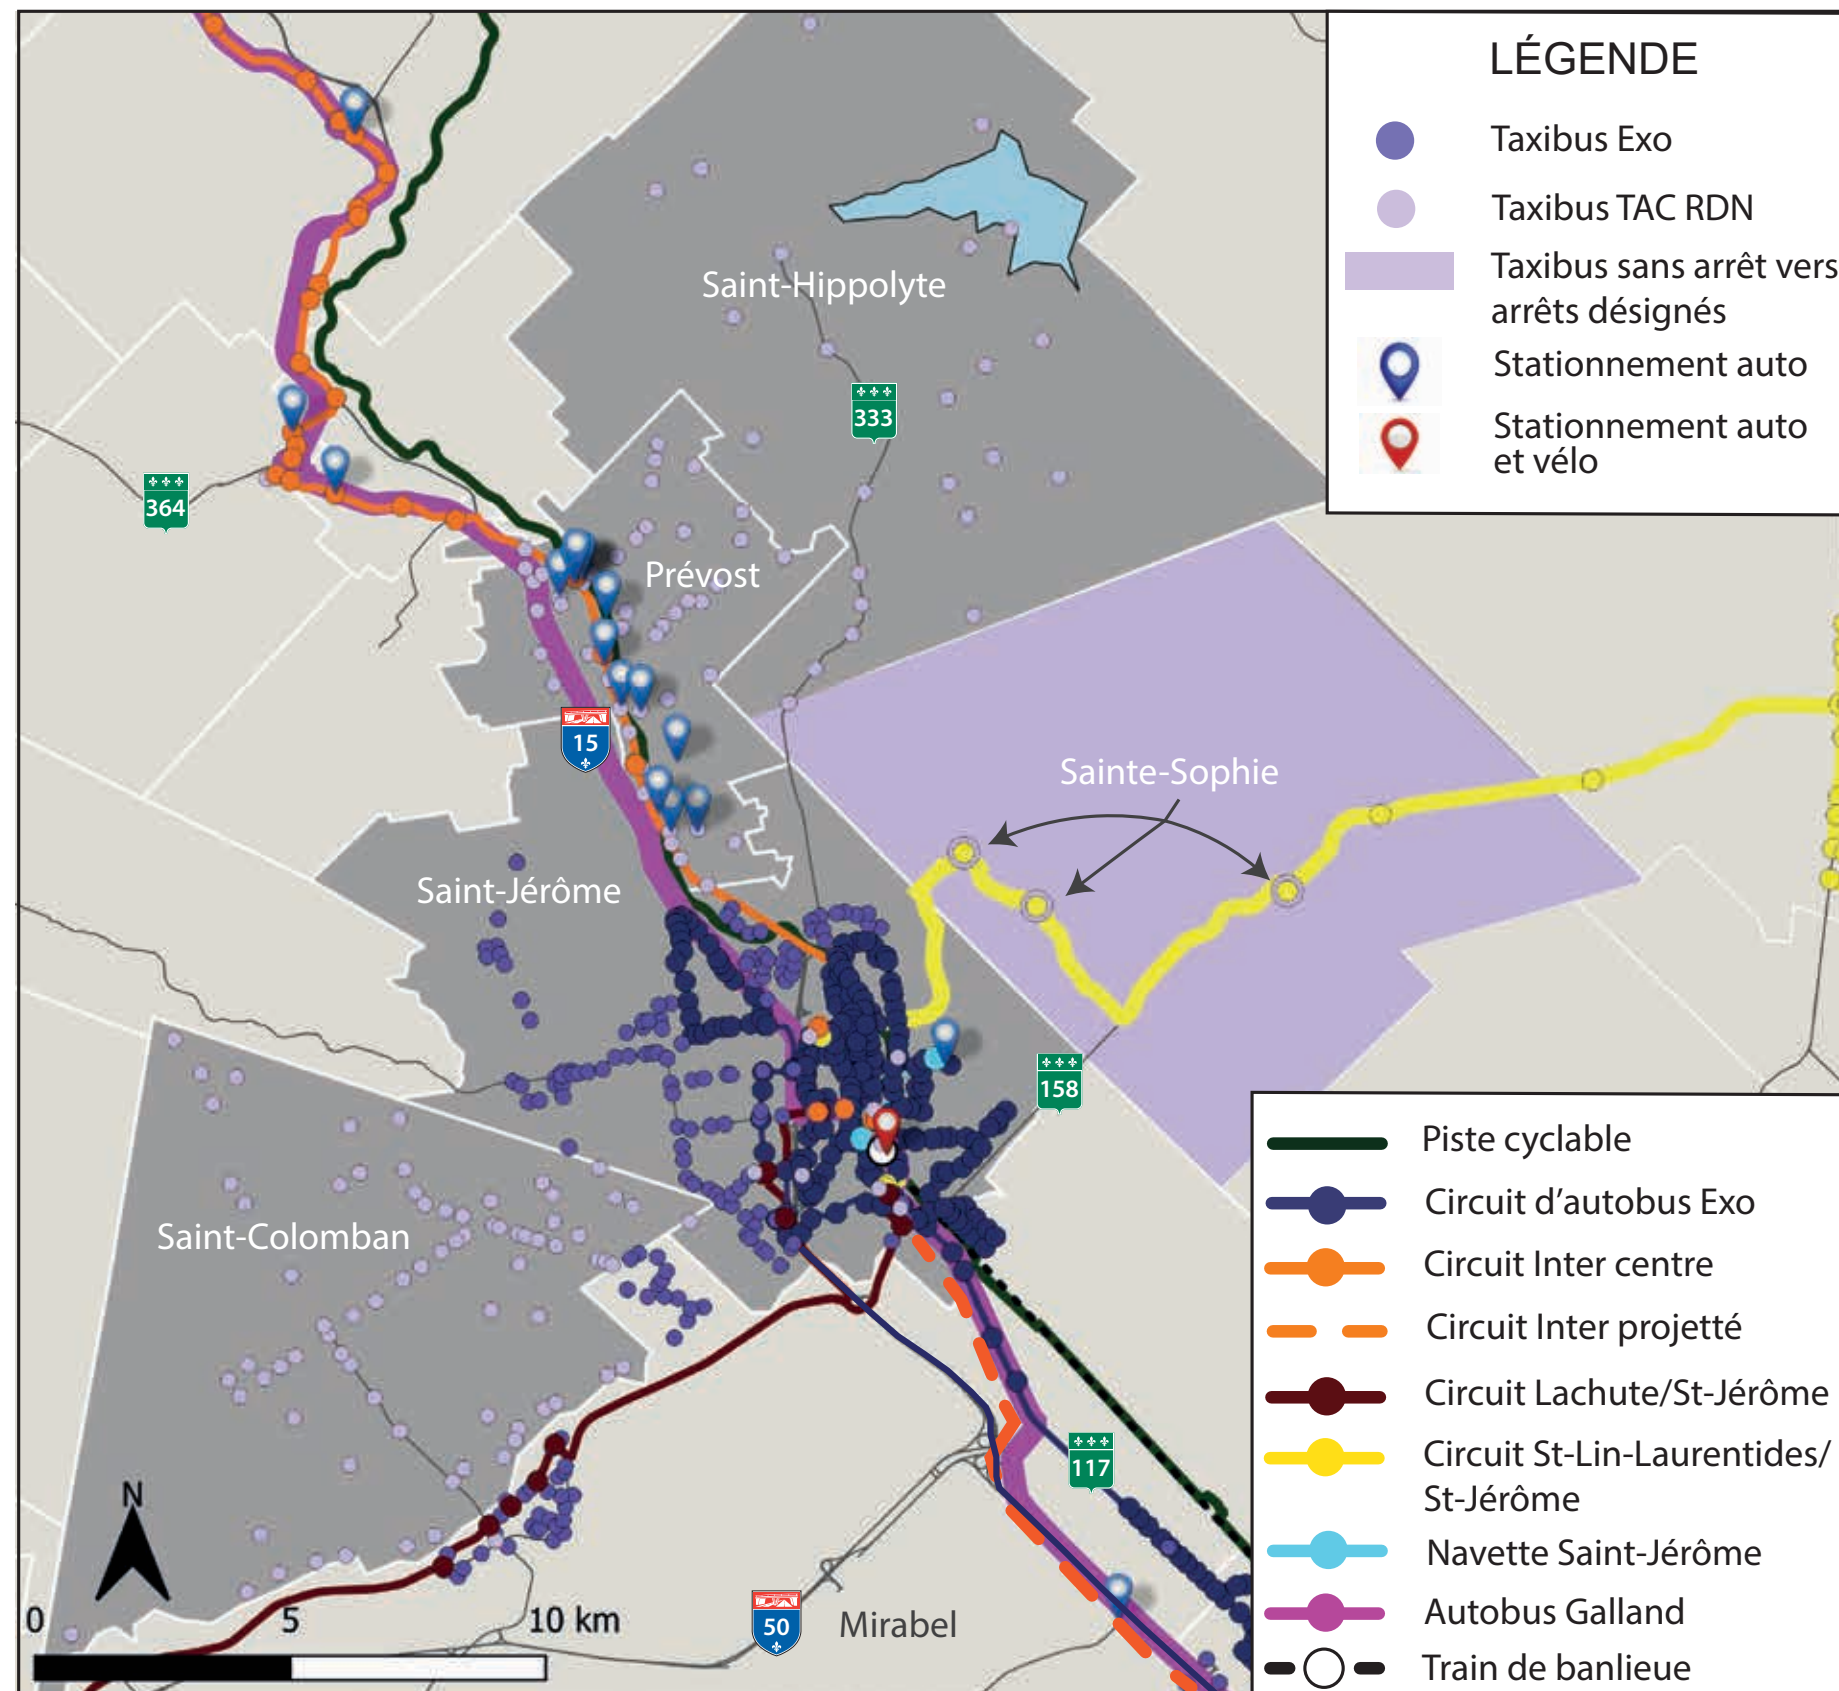 LÉGENDE
Taxibus Exo
Taxibus TAC RDN
Taxibus sans arrêt vers
arrêts désignés
Stationnement auto
Stationnement auto
et vélo
Saint-Hippolyte
333
364
Prévost
15
Sainte-Sophie
Saint-Jérôme
158
Saint-Colomban
117
N
0
5
10 km
50
Mirabel
Piste cyclable
Circuit d'autobus Exo
Circuit Inter centre
Circuit Inter projetté
Circuit Lachute/St-Jérôme
Circuit St-Lin-Laurentides/
St-Jérôme
Navette Saint-Jérôme
Autobus Galland
Train de banlieue